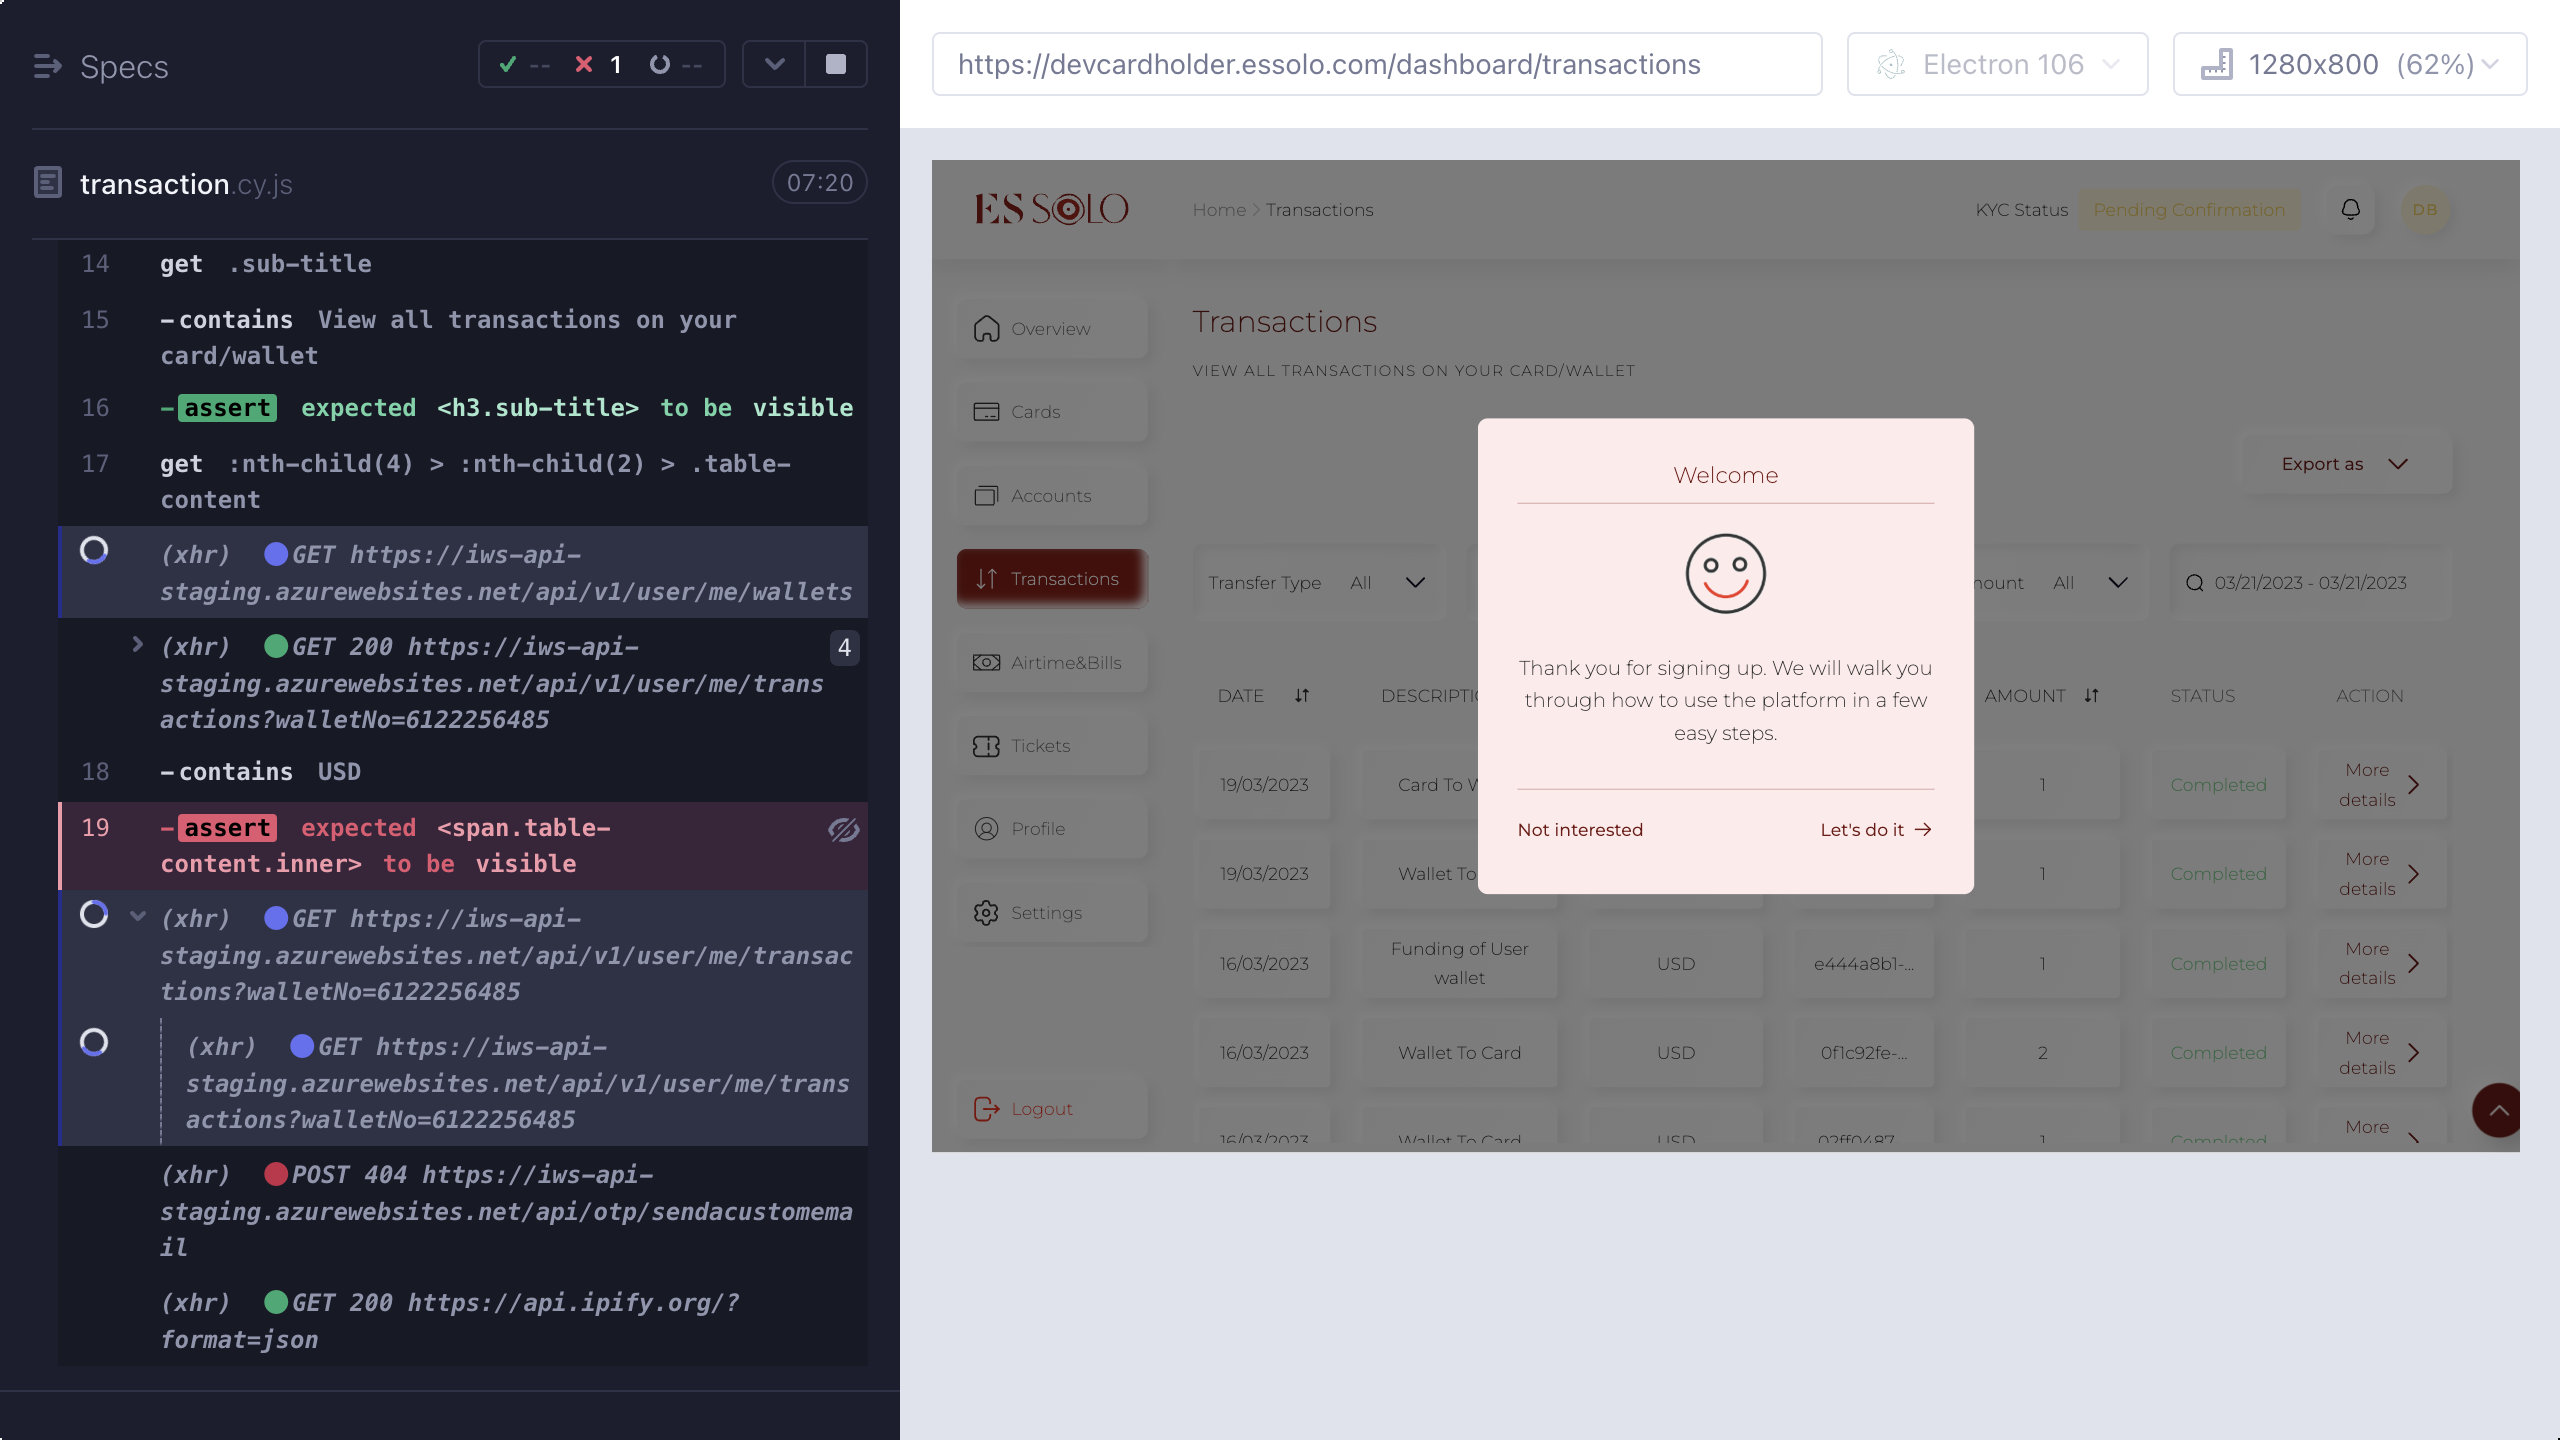 Specs
-- 1 --
transaction.cy.js
07:20
14 get .sub-title
15 -contains View all transactions on your
card/wallet
16 -assert expected <h3.sub-title> to be visible
17 get :nth-child(4) > :nth-child(2) > .table-
content
(xhr) GET https://iws-api-
staging.azurewebsites.net/api/v1/user/me/wallets
(xhr) GET 200 https://iws-api- 4
staging.azurewebsites.net/api/v1/user/me/trans
actions?walletNo=6122256485
18 -contains USD
19 -assert expected <span.table-
content.inner> to be visible
(xhr) GET https://iws-api-
staging.azurewebsites.net/api/v1/user/me/transac
tions?walletNo=6122256485
(xhr) GET https://iws-api-
staging.azurewebsites.net/api/v1/user/me/trans
actions?walletNo=6122256485
(xhr) POST 404 https://iws-api-
staging.azurewebsites.net/api/otp/sendacustomema
il
(xhr) GET 200 https://api.ipify.org/?
format=json
https://devcardholder.essolo.com/dashboard/transactions
Electron 106
1280x800 (62%)
ES SOLO
Home > Transactions
KYC Status Pending Confirmation
DB
Overview
Cards
Accounts
Transactions
Airtime&Bills
Tickets
Profile
Settings
Logout
Transactions
VIEW ALL TRANSACTIONS ON YOUR CARD/WALLET
Export as
Transfer Type All
All
03/21/2023 - 03/21/2023
DATE AMOUNT STATUS ACTION
19/03/2023 Card To 1 Completed More
details
19/03/2023 Wallet To 1 Completed More
details
16/03/2023 Funding of User
wallet USD e444a8b1-... 1 Completed More
details
16/03/2023 Wallet To Card USD 0f1c92fe-... 2 Completed More
details
16/03/2023 Wallet To Card USD 02ff0487... 1 Completed More
Welcome
Thank you for signing up. We will walk you
through how to use the platform in a few
easy steps.
Not interested
Let's do it →